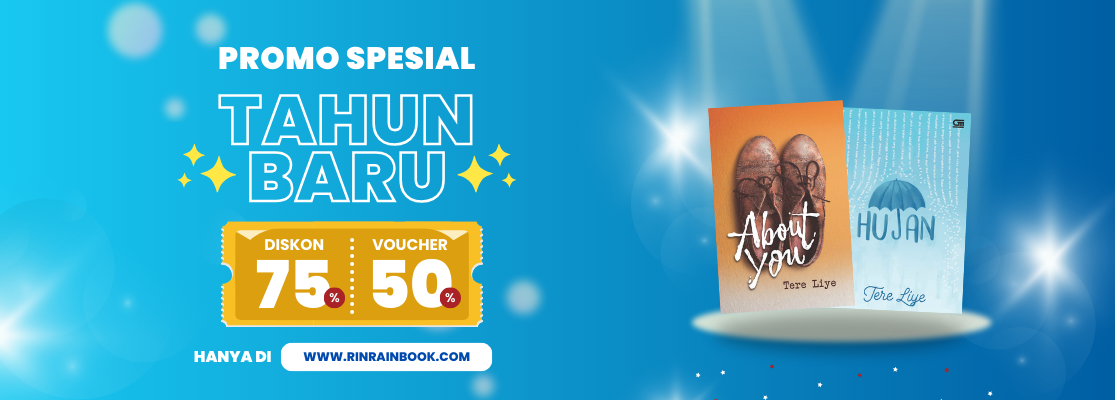 PROMO SPESIAL
TAHUN
BARU
DISKON
75%
VOUCHER
50%
HANYA DI
WWW.RINRAINBOOK.COM
About
you
Tere Liye
HUJAN
Tere Liye